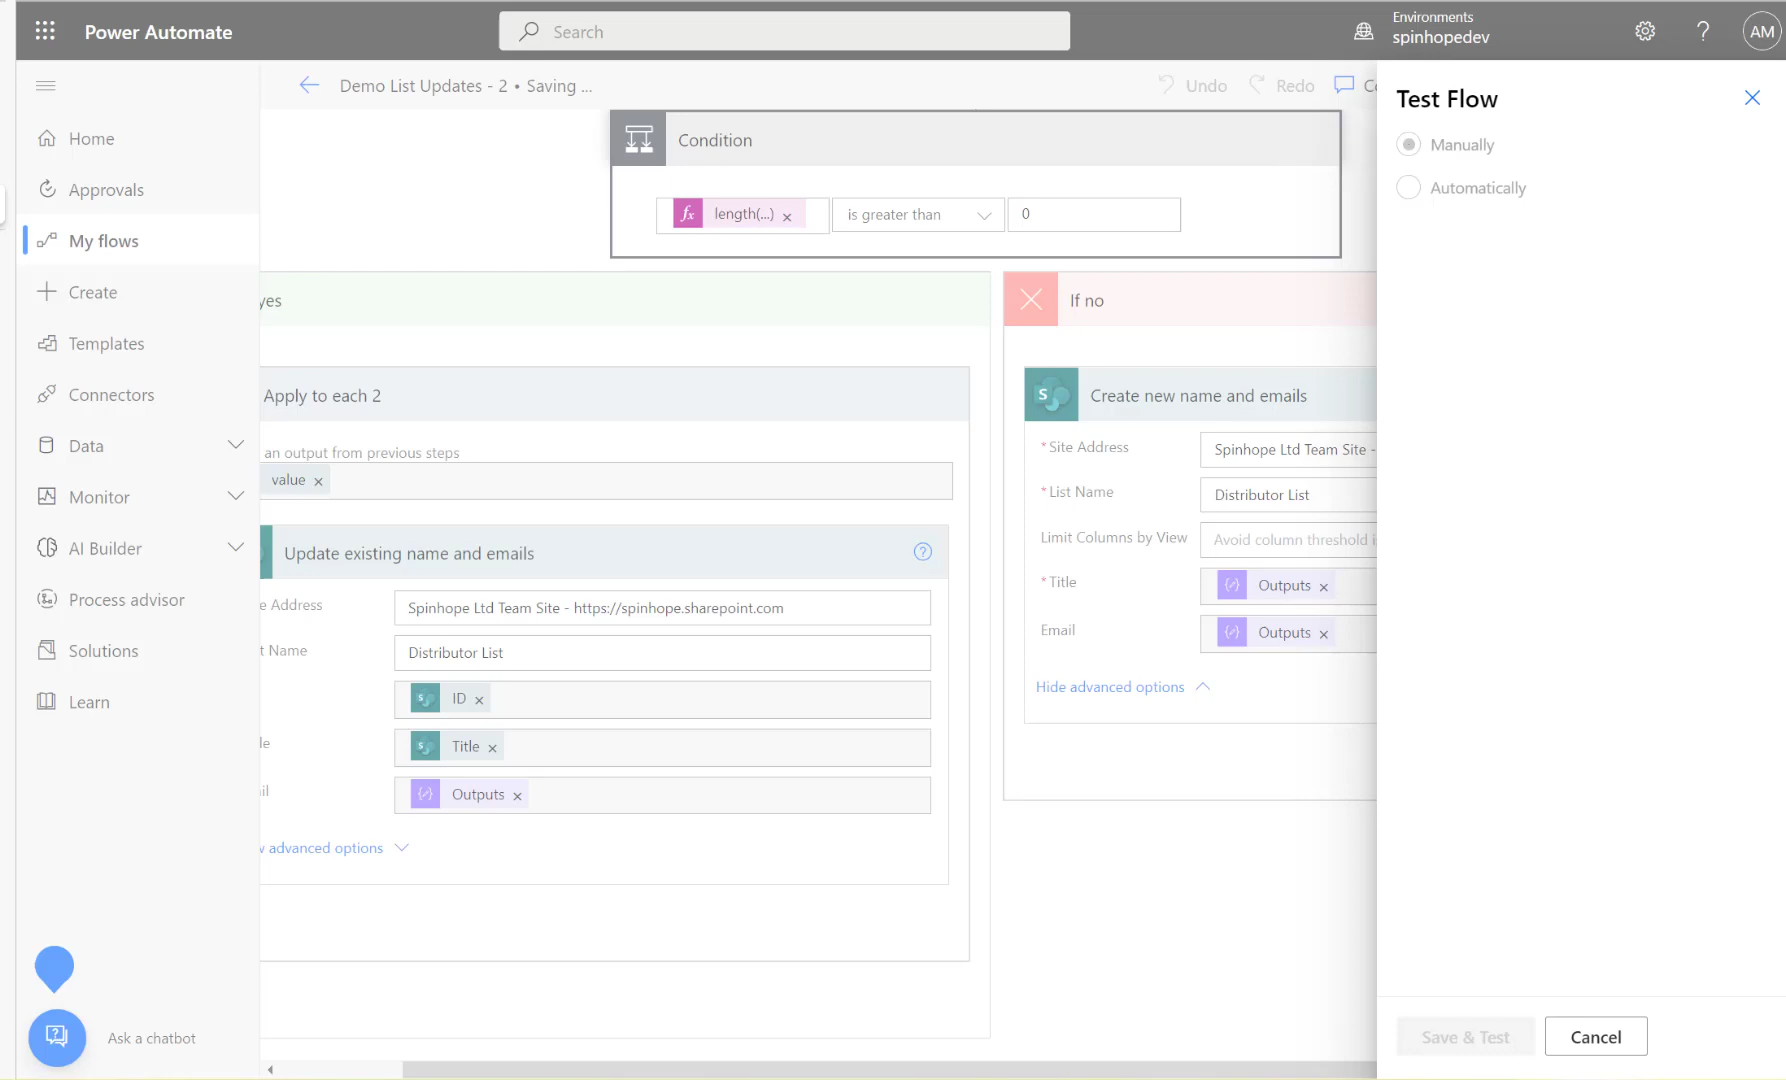 Power Automate
Search
Environments
spinhopedev
AM
Demo List Updates - 2 • Saving ...
Undo
Redo
Test Flow
Manually
Automatically
Home
Approvals
My flows
Create
Templates
Connectors
Data
Monitor
AI Builder
Process advisor
Solutions
Learn
Ask a chatbot
Condition
fx length(...) ×
is greater than
0
yes
Apply to each 2
an output from previous steps
value ×
Update existing name and emails
e Address
Spinhope Ltd Team Site - https://spinhope.sharepoint.com
t Name
Distributor List
ID ×
le
Title ×
il
Outputs ×
w advanced options
If no
Create new name and emails
* Site Address
Spinhope Ltd Team Site -
* List Name
Distributor List
Limit Columns by View
Avoid column threshold i
* Title
Outputs ×
Email
Outputs ×
Hide advanced options
Save & Test
Cancel